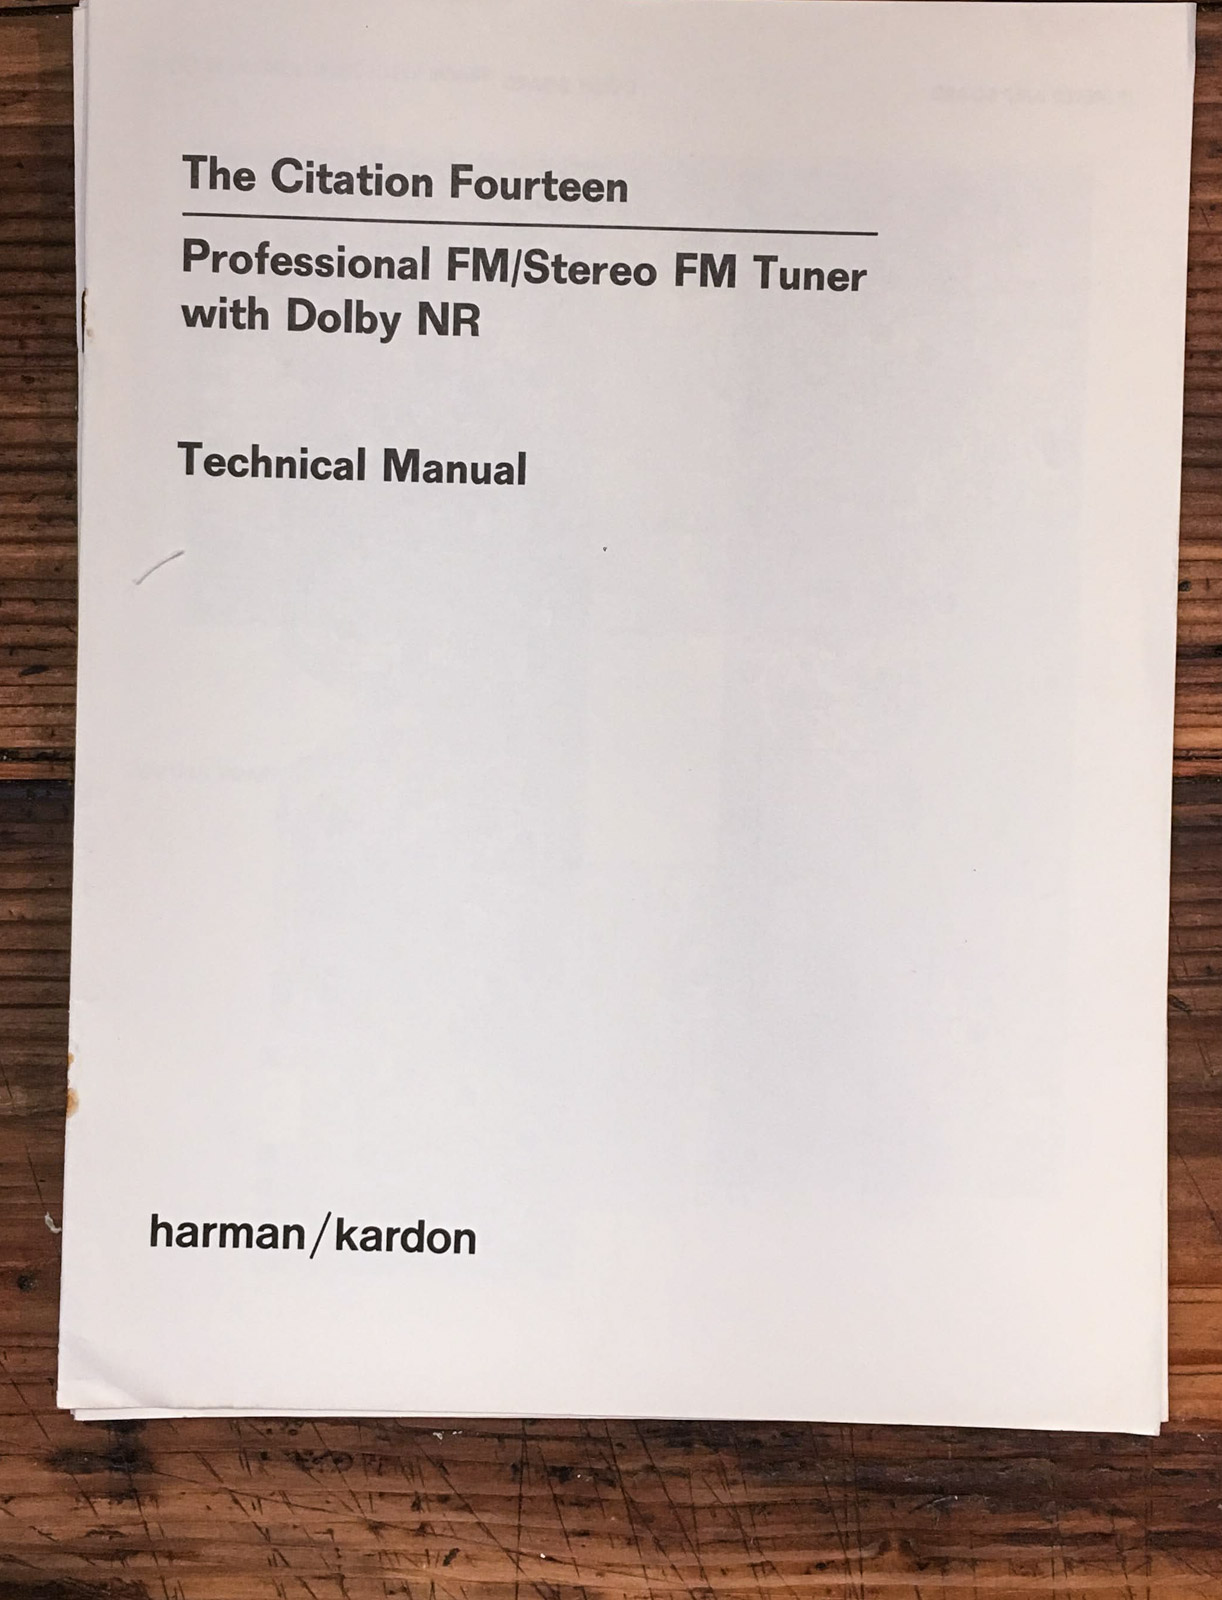 The Citation Fourteen
Professional FM/Stereo FM Tuner
with Dolby NR
Technical Manual
harman/kardon